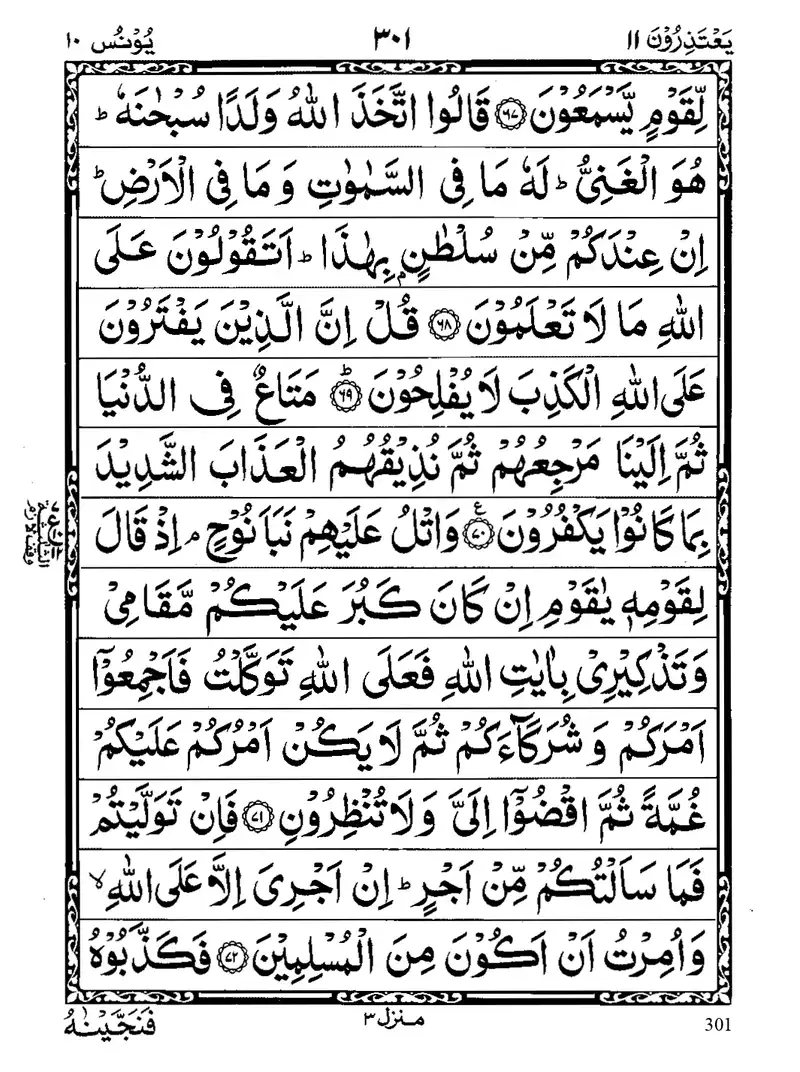 یَعْتَذِرُوْنَ ۱۱ ۳۰۱ یُوْنُس ۱۰
لِّقَوْمٍ یَّسْمَعُوْنَ ﴿۶۷﴾ قَالُوا اتَّخَذَ اللّٰهُ وَلَدًا سُبْحٰنَهٗ ؕ
هُوَ الْغَنِیُّ ؕ لَهٗ مَا فِی السَّمٰوٰتِ وَ مَا فِی الْاَرْضِ ؕ
اِنْ عِنْدَكُمْ مِّنْ سُلْطٰنٍۭ بِهٰذَا ؕ اَتَقُوْلُوْنَ عَلَی
اللّٰهِ مَا لَا تَعْلَمُوْنَ ﴿۶۸﴾ قُلْ اِنَّ الَّذِیْنَ یَفْتَرُوْنَ
عَلَی اللّٰهِ الْكَذِبَ لَا یُفْلِحُوْنَ ﴿ؕ۶۹﴾ مَتَاعٌ فِی الدُّنْیَا
ثُمَّ اِلَیْنَا مَرْجِعُهُمْ ثُمَّ نُذِیْقُهُمُ الْعَذَابَ الشَّدِیْدَ
بِمَا كَانُوْا یَكْفُرُوْنَ ﴿۷۰﴾ ع وَاتْلُ عَلَیْهِمْ نَبَاَ نُوْحٍ ۘ اِذْ قَالَ
لِقَوْمِهٖ یٰقَوْمِ اِنْ كَانَ كَبُرَ عَلَیْكُمْ مَّقَامِیْ
وَتَذْكِیْرِیْ بِاٰیٰتِ اللّٰهِ فَعَلَی اللّٰهِ تَوَكَّلْتُ فَاَجْمِعُوْۤا
اَمْرَكُمْ وَ شُرَكَآءَكُمْ ثُمَّ لَا یَكُنْ اَمْرُكُمْ عَلَیْكُمْ
غُمَّةً ثُمَّ اقْضُوْۤا اِلَیَّ وَلَا تُنْظِرُوْنِ ﴿۷۱﴾ فَاِنْ تَوَلَّیْتُمْ
فَمَا سَاَلْتُكُمْ مِّنْ اَجْرٍ ؕ اِنْ اَجْرِیَ اِلَّا عَلَی اللّٰهِ ۙ
وَاُمِرْتُ اَنْ اَكُوْنَ مِنَ الْمُسْلِمِیْنَ ﴿۷۲﴾ فَكَذَّبُوْهُ
301 منزل ۳ فَنَجَّیْنٰهُ